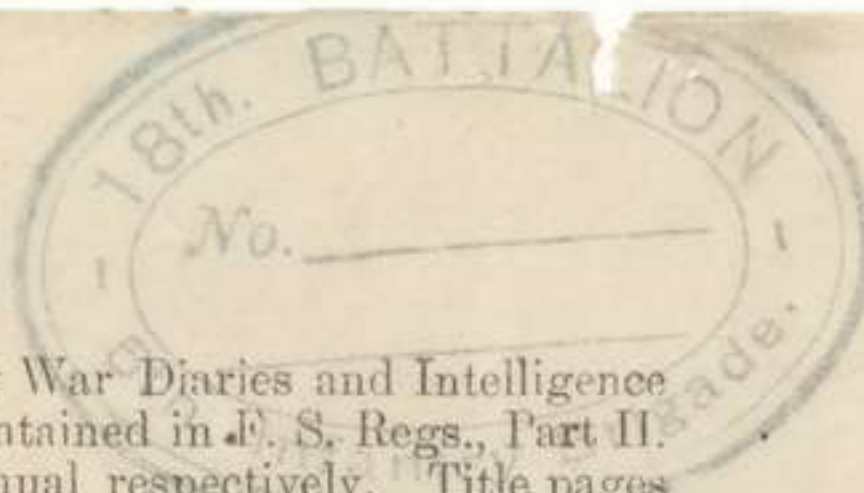 18th. BATTALION
No.
War Diaries and Intelligence
ntained in F. S. Regs., Part II.
nual respectively. Title pages